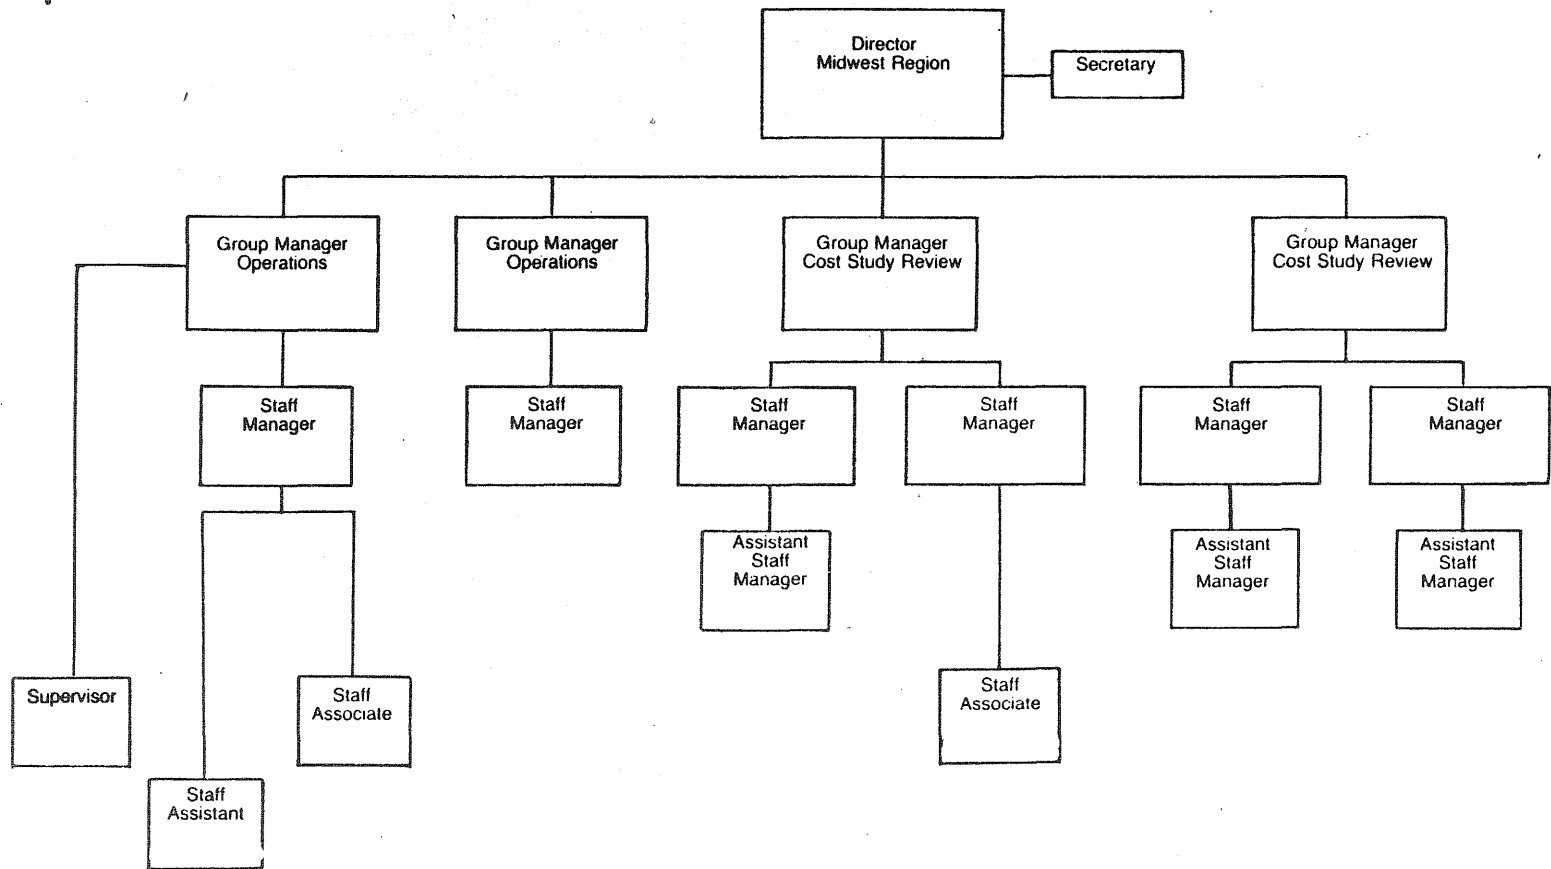 Director
Midwest Region
Secretary
Group Manager
Operations
Group Manager
Operations
Group Manager
Cost Study Review
Group Manager
Cost Study Review
Staff
Manager
Staff
Manager
Staff
Manager
Staff
Manager
Staff
Manager
Staff
Manager
Assistant
Staff
Manager
Assistant
Staff
Manager
Assistant
Staff
Manager
Supervisor
Staff
Associate
Staff
Associate
Staff
Assistant